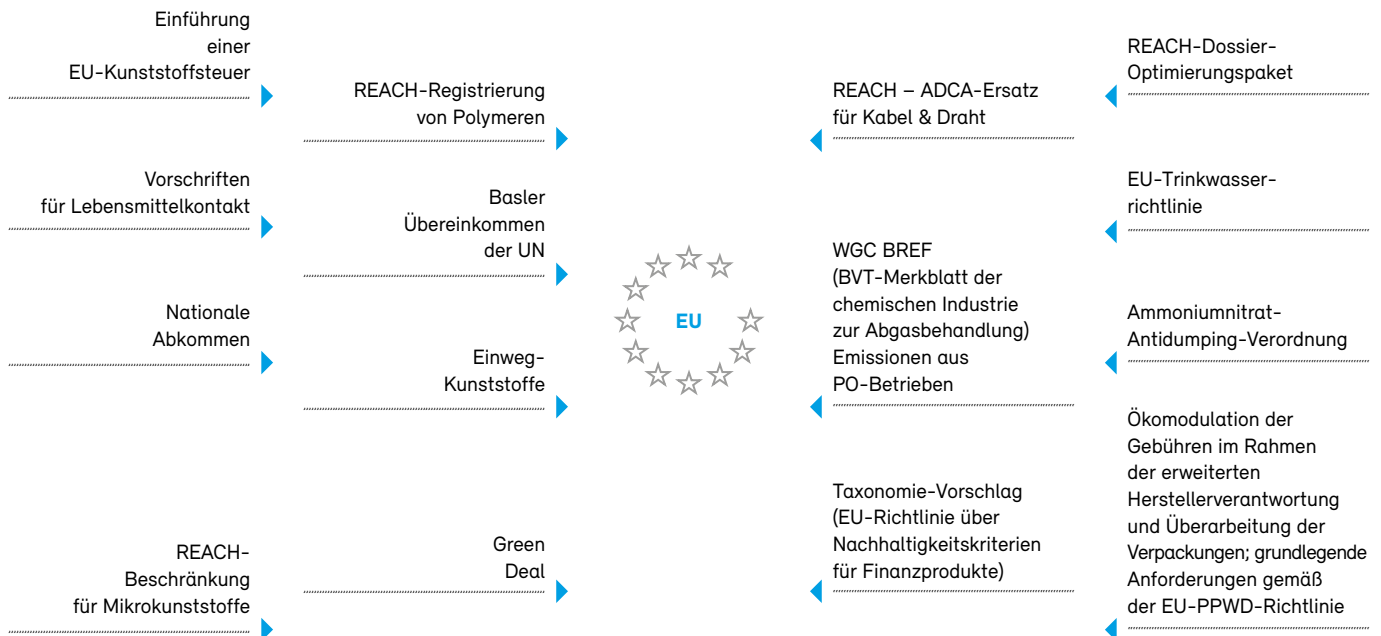 Einführung
einer
EU-Kunststoffsteuer
Vorschriften
für Lebensmittelkontakt
Nationale
Abkommen
REACH-
Beschränkung
für Mikrokunststoffe
REACH-Registrierung
von Polymeren
Basler
Übereinkommen
der UN
Einweg-
Kunststoffe
Green
Deal
EU
REACH – ADCA-Ersatz
für Kabel & Draht
WGC BREF
(BVT-Merkblatt der
chemischen Industrie
zur Abgasbehandlung)
Emissionen aus
PO-Betrieben
Taxonomie-Vorschlag
(EU-Richtlinie über
Nachhaltigkeitskriterien
für Finanzprodukte)
REACH-Dossier-
Optimierungspaket
EU-Trinkwasser-
richtlinie
Ammoniumnitrat-
Antidumping-Verordnung
Ökomodulation der
Gebühren im Rahmen
der erweiterten
Herstellerverantwortung
und Überarbeitung der
Verpackungen; grundlegende
Anforderungen gemäß
der EU-PPWD-Richtlinie